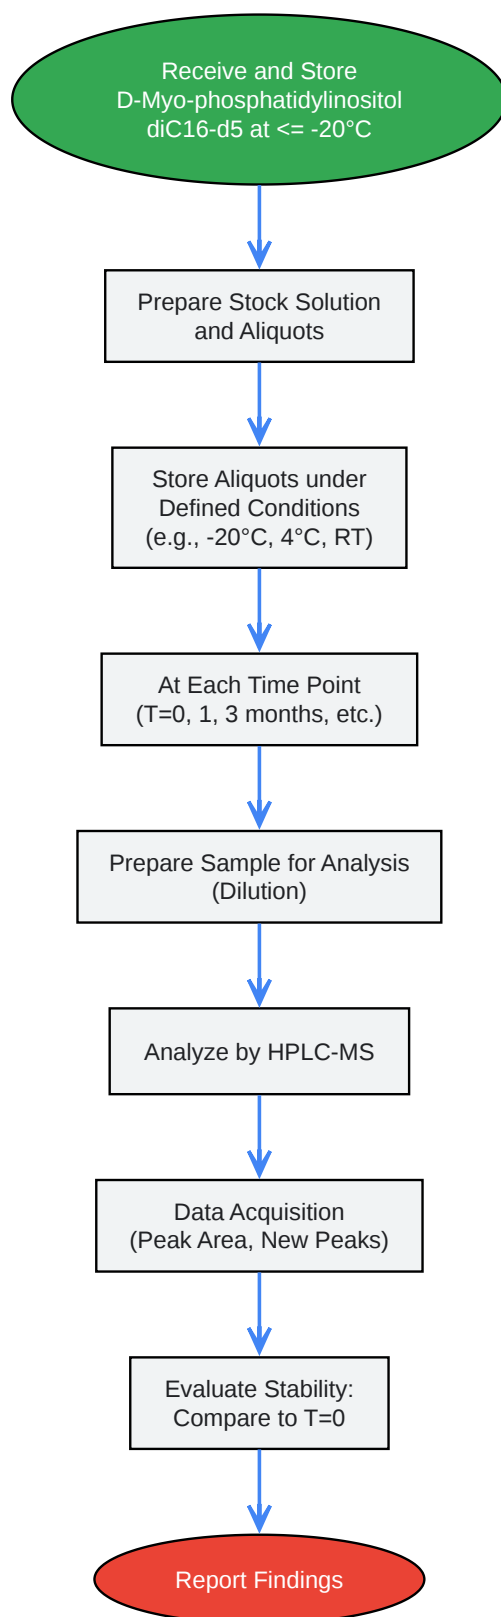 Receive and Store
D-Myo-phosphatidylinositol
diC16-d5 at <= -20°C
Prepare Stock Solution
and Aliquots
Store Aliquots under
Defined Conditions
(e.g., -20°C, 4°C, RT)
At Each Time Point
(T=0, 1, 3 months, etc.)
Prepare Sample for Analysis
(Dilution)
Analyze by HPLC-MS
Data Acquisition
(Peak Area, New Peaks)
Evaluate Stability:
Compare to T=0
Report Findings